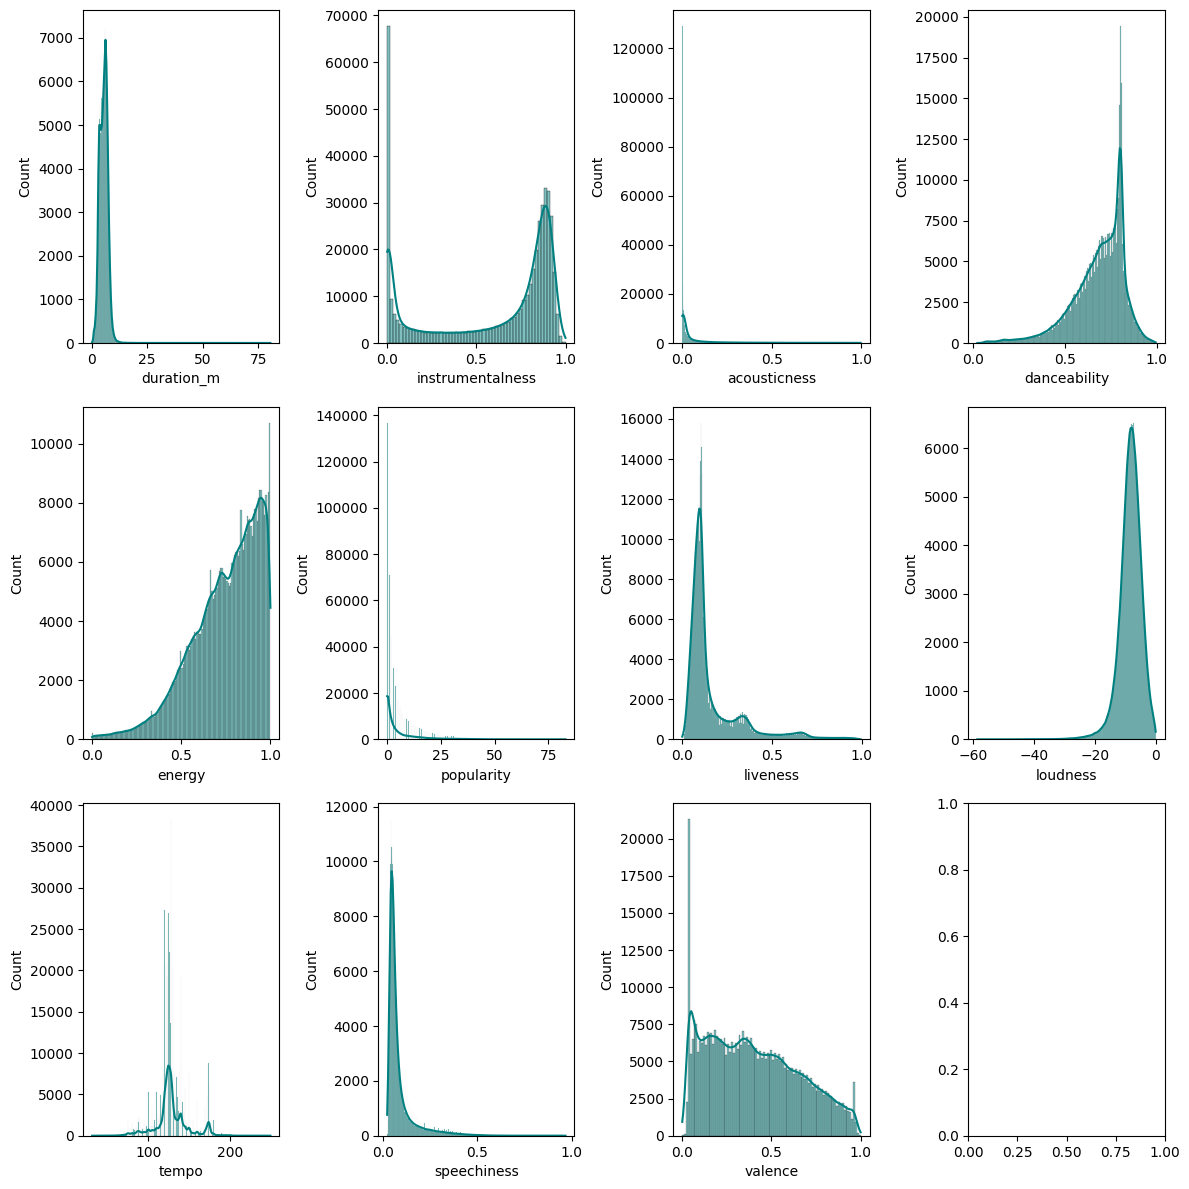 7000
6000
5000
4000
3000
2000
1000
0
Count
0 25 50 75
duration_m
70000
60000
50000
40000
30000
20000
10000
0
Count
0.0 0.5 1.0
instrumentalness
120000
100000
80000
60000
40000
20000
0
Count
0.0 0.5 1.0
acousticness
20000
17500
15000
12500
10000
7500
5000
2500
0
Count
0.5 1.0
danceability
10000
8000
6000
4000
2000
0
Count
0.0 0.5 1.0
energy
140000
120000
100000
80000
60000
40000
20000
0
Count
0 25 50 75
popularity
16000
14000
12000
10000
8000
6000
4000
2000
0
Count
0.0 0.5 1.0
liveness
6000
5000
4000
3000
2000
1000
0
Count
−60 −40 −20 0
loudness
40000
35000
30000
25000
20000
15000
10000
5000
0
Count
100 200
tempo
12000
10000
8000
6000
4000
2000
0
Count
0.0 0.5 1.0
speechiness
20000
17500
15000
12500
10000
7500
5000
2500
0
Count
0.0 0.5 1.0
valence
1.0
0.8
0.6
0.4
0.2
0.0
0.00 0.25 0.50 0.75 1.00